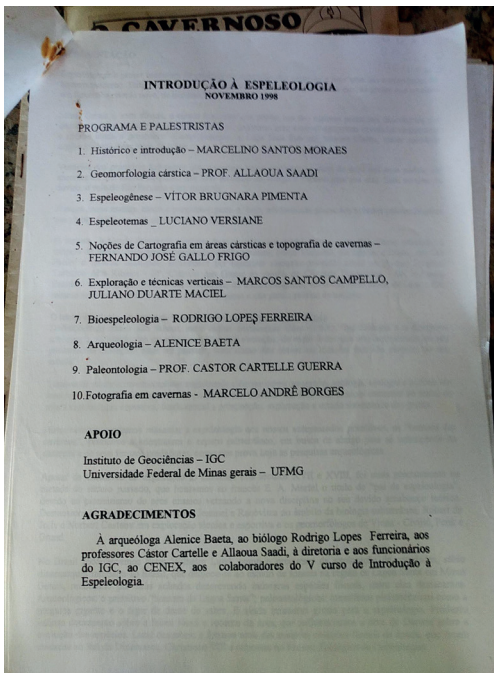 O CAVERNOSO
INTRODUÇÃO À ESPELEOLOGIA
NOVEMBRO 1998
PROGRAMA E PALESTRISTAS
1. Histórico e introdução – MARCELINO SANTOS MORAES
2. Geomorfologia cárstica – PROF. ALLAOUA SAADI
3. Espeleogênse – VÍTOR BRUGNARA PIMENTA
4. Espeleotemas _ LUCIANO VERSIANE
5. Noções de Cartografia em áreas cársticas e topografia de cavernas –
FERNANDO JOSÉ GALLO FRIGO
6. Exploração e técnicas verticais – MARCOS SANTOS CAMPELLO,
JULIANO DUARTE MACIEL
7. Bioespeleologia – RODRIGO LOPES FERREIRA
8. Arqueologia – ALENICE BAETA
9. Paleontologia – PROF. CASTOR CARTELLE GUERRA
10.Fotografia em cavernas - MARCELO ANDRÊ BORGES
APOIO
Instituto de Geociências – IGC
Universidade Federal de Minas gerais – UFMG
AGRADECIMENTOS
À arqueóloga Alenice Baeta, ao biólogo Rodrigo Lopes Ferreira, aos
professores Cástor Cartelle e Allaoua Saadi, à diretoria e aos funcionários
do IGC, ao CENEX, aos colaboradores do V curso de Introdução à
Espeleologia.